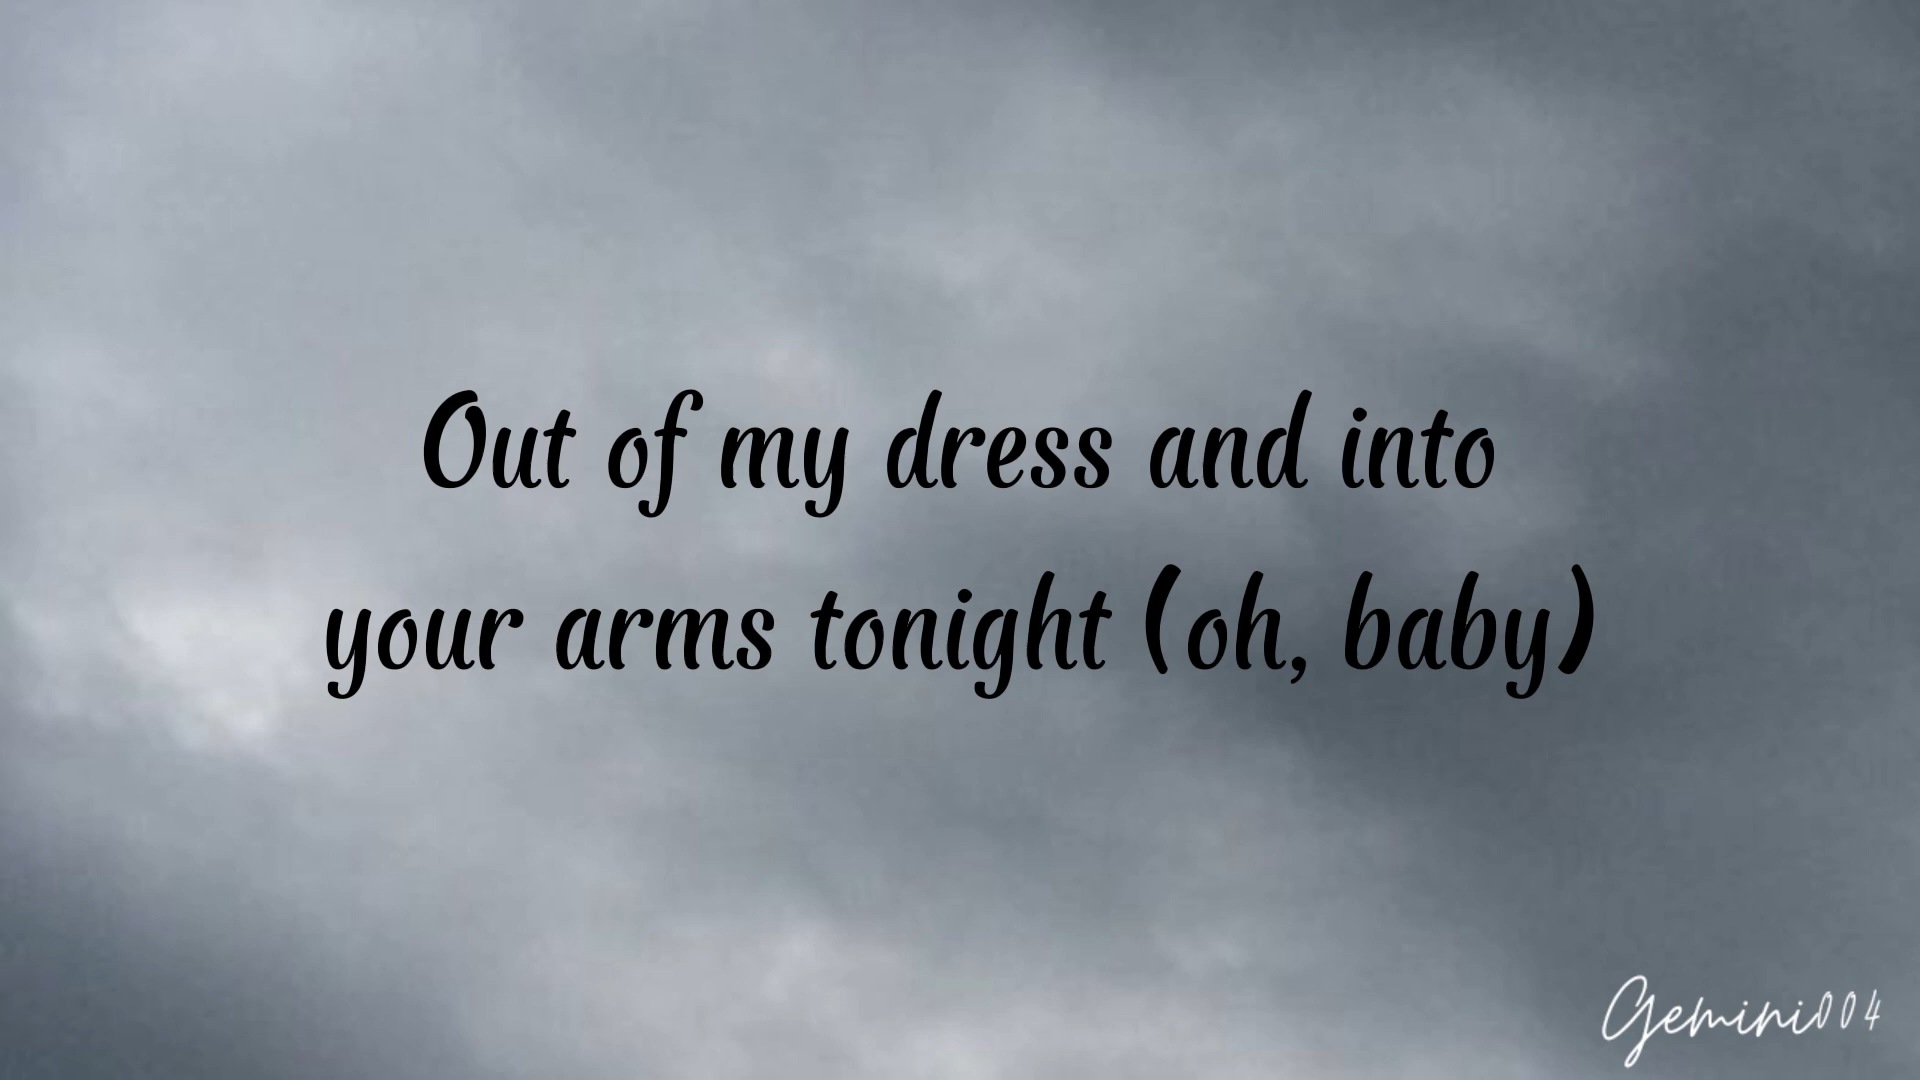 Out of my dress and into
your arms tonight (oh, baby)
Gemini004